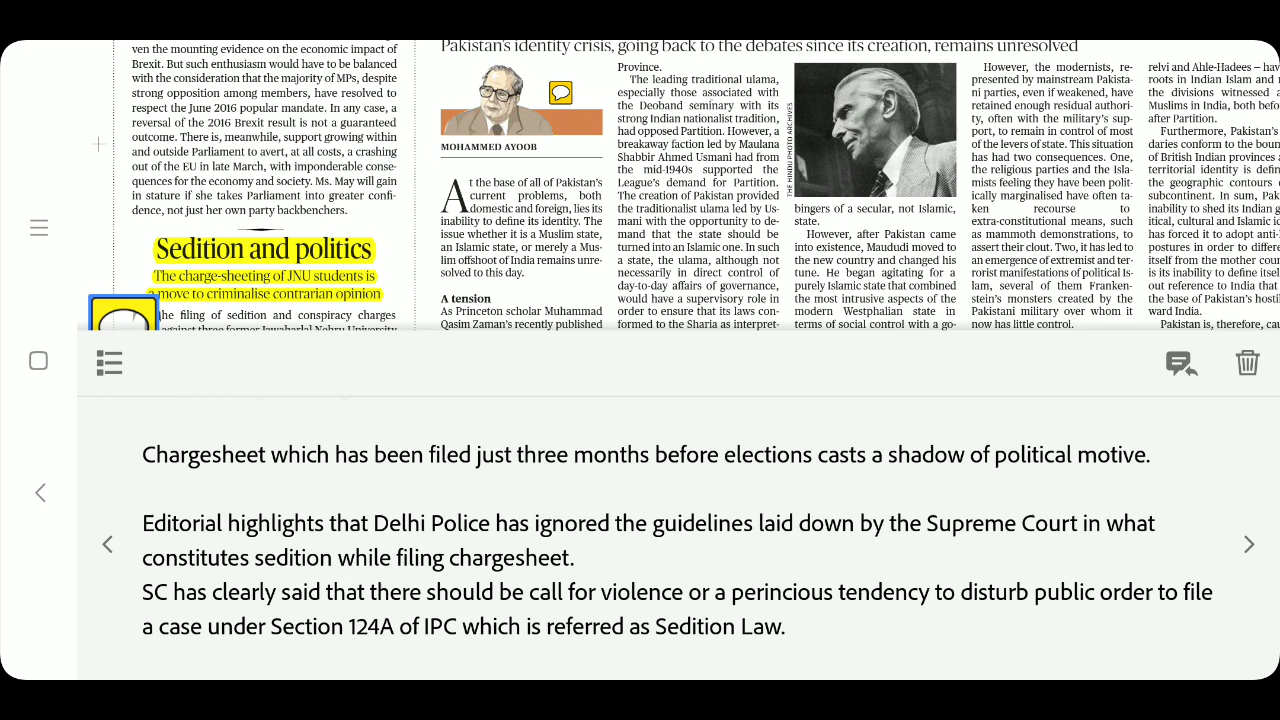 ven the mounting evidence on the economic impact of
Brexit. But such enthusiasm would have to be balanced
with the consideration that the majority of MPs, despite
strong opposition among members, have resolved to
respect the June 2016 popular mandate. In any case, a
reversal of the 2016 Brexit result is not a guaranteed
outcome. There is, meanwhile, support growing within
and outside Parliament to avert, at all costs, a crashing
out of the EU in late March, with imponderable conse-
quences for the economy and society. Ms. May will gain
in stature if she takes Parliament into greater confi-
dence, not just her own party backbenchers.
Sedition and politics
The charge-sheeting of JNU students is
a move to criminalise contrarian opinion
he filing of sedition and conspiracy charges
against three former Jawaharlal Nehru University
Pakistan's identity crisis, going back to the debates since its creation, remains unresolved
MOHAMMED AYOOB
At the base of all of Pakistan's
current problems, both
domestic and foreign, lies its
inability to define its identity. The
issue whether it is a Muslim state,
an Islamic state, or merely a Mus-
lim offshoot of India remains unre-
solved to this day.
A tension
As Princeton scholar Muhammad
Qasim Zaman's recently published
Province.
The leading traditional ulama,
especially those associated with
the Deoband seminary with its
strong Indian nationalist tradition,
had opposed Partition. However, a
breakaway faction led by Maulana
Shabbir Ahmed Usmani had from
the mid-1940s supported the
League's demand for Partition.
The creation of Pakistan provided
the traditionalist ulama led by Us-
mani with the opportunity to de-
mand that the state should be
turned into an Islamic one. In such
a state, the ulama, although not
necessarily in direct control of
day-to-day affairs of governance,
would have a supervisory role in
order to ensure that its laws con-
formed to the Sharia as interpret-
THE HINDU PHOTO ARCHIVES
bingers of a secular, not Islamic,
state.
However, after Pakistan came
into existence, Maududi moved to
the new country and changed his
tune. He began agitating for a
purely Islamic state that combined
the most intrusive aspects of the
modern Westphalian state in
terms of social control with a go-
However, the modernists, re-
presented by mainstream Pakista-
ni parties, even if weakened, have
retained enough residual authori-
ty, often with the military's sup-
port, to remain in control of most
of the levers of state. This situation
has had two consequences. One,
the religious parties and the Isla-
mists feeling they have been polit-
ically marginalised have often ta-
ken recourse to
extra-constitutional means, such
as mammoth demonstrations, to
assert their clout. Two, it has led to
an emergence of extremist and ter-
rorist manifestations of political Is-
lam, several of them Franken-
stein's monsters created by the
Pakistani military over whom it
now has little control.
relvi and Ahle-Hadees – hav
roots in Indian Islam and r
the divisions witnessed a
Muslims in India, both befo
after Partition.
Furthermore, Pakistan's
daries conform to the boun
of British Indian provinces a
territorial identity is defin
the geographic contours o
subcontinent. In sum, Pak
inability to shed its Indian g
ical, cultural and Islamic id
has forced it to adopt anti-I
postures in order to differe
itself from the mother coun
is its inability to define itsel
out reference to India that
the base of Pakistan's hostil
ward India.
Pakistan is, therefore, cau
Chargesheet which has been filed just three months before elections casts a shadow of political motive.
Editorial highlights that Delhi Police has ignored the guidelines laid down by the Supreme Court in what
constitutes sedition while filing chargesheet.
SC has clearly said that there should be call for violence or a perincious tendency to disturb public order to file
a case under Section 124A of IPC which is referred as Sedition Law.